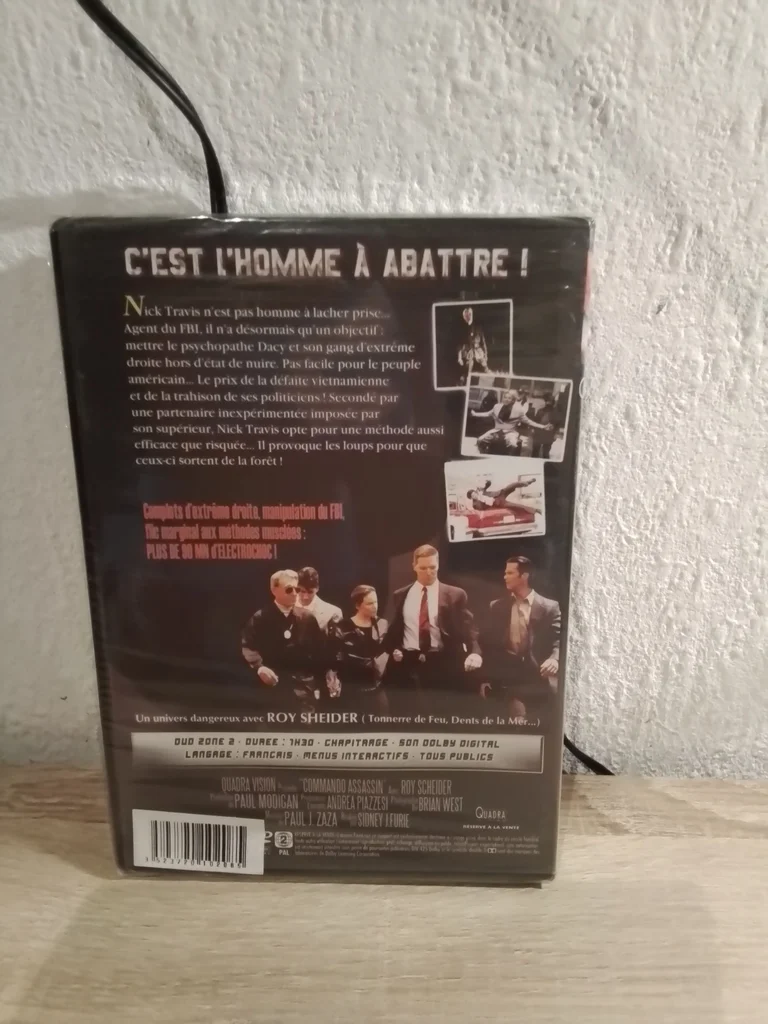 C'EST L'HOMME À ABATTRE !
Nick Travis n'est pas homme à lacher prise...
Agent du FBI, il n'a désormais qu'un objectif :
mettre le psychopathe Dacy et son gang d'extrême
droite hors d'état de nuire. Pas facile pour le peuple
américain... Le prix de la défaite vietnamienne
et de la trahison de ses politiciens ! Secondé par
une partenaire inexpérimentée imposée par
son supérieur, Nick Travis opte pour une méthode aussi
efficace que risquée... Il provoque les loups pour que
ceux-ci sortent de la forêt !
Complots d'extrême droite, manipulation du FBI,
flic marginal aux méthodes musclées :
PLUS DE 90 MN d'ELECTROCHOC !
Un univers dangereux avec ROY SHEIDER ( Tonnerre de Feu, Dents de la Mer...)
DVD ZONE 2 · DUREE : 1H30 · CHAPITRAGE · SON DOLBY DIGITAL
LANGAGE : FRANCAIS · MENUS INTERACTIFS · TOUS PUBLICS
QUADRA VISION "COMMANDO ASSASSIN" ROY SCHEIDER
PAUL MODIGAN ANDREA PIAZZESI BRIAN WEST
PAUL J. ZAZA SIDNEY J.FURIE
QUADRA
RÉSERVÉ A LA VENTE
2
PAL